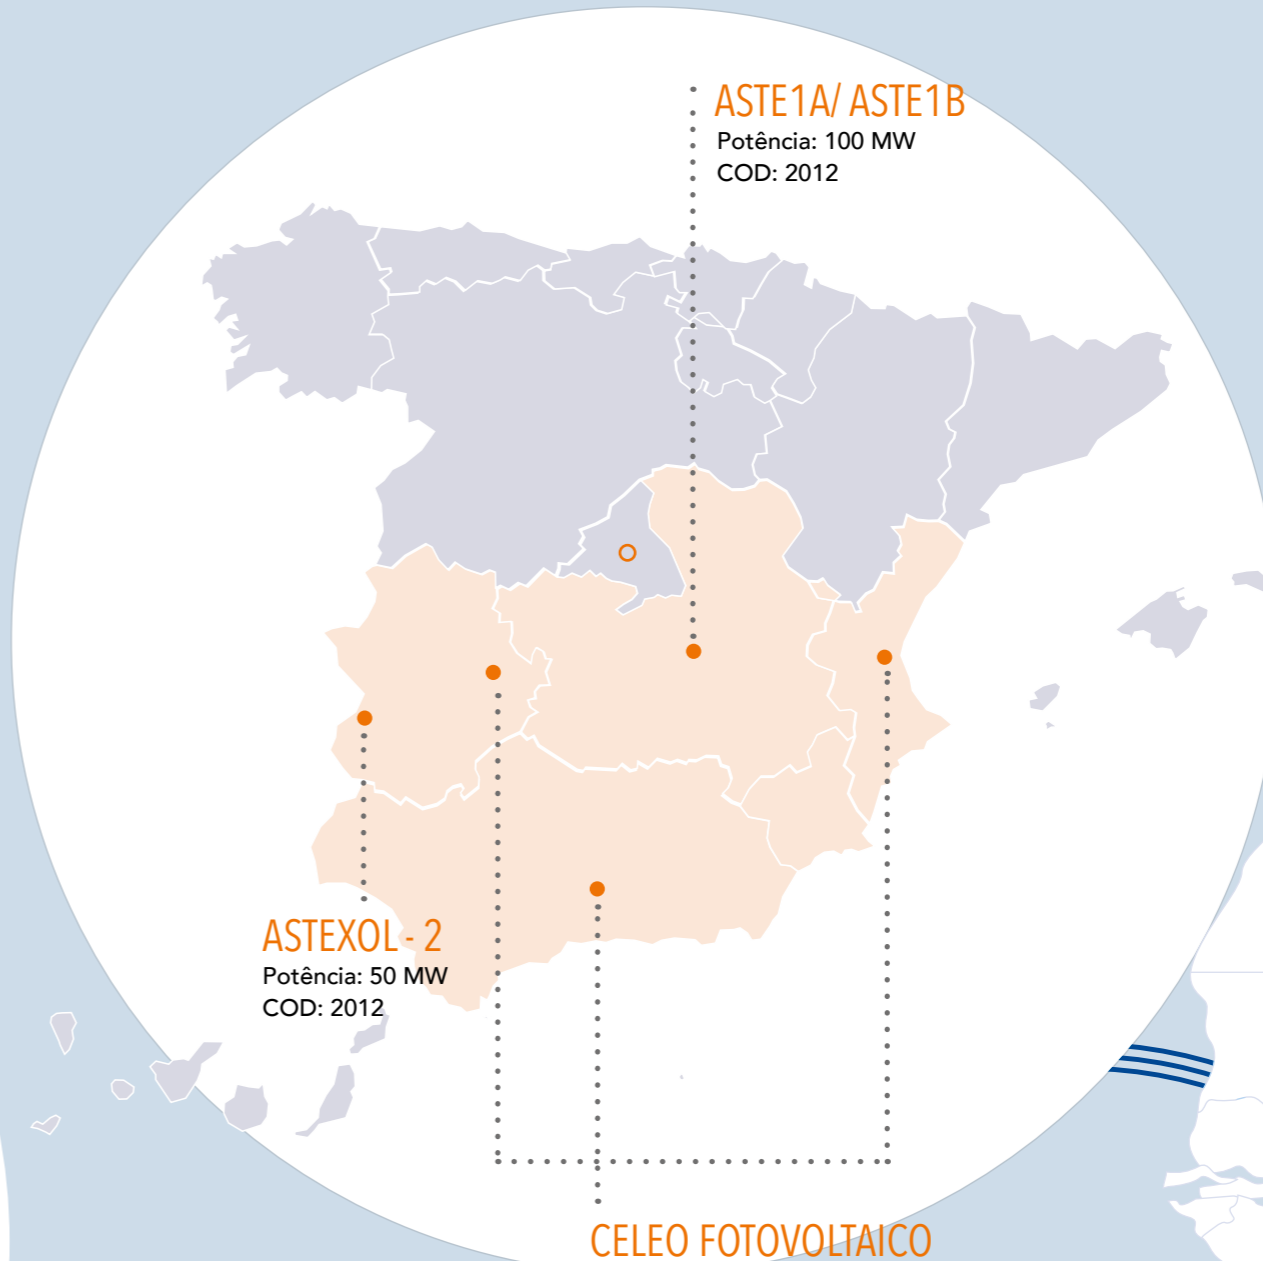 ASTE1A/ ASTE1B
Potência: 100 MW
COD: 2012
ASTEXOL - 2
Potência: 50 MW
COD: 2012
CELEO FOTOVOLTAICO